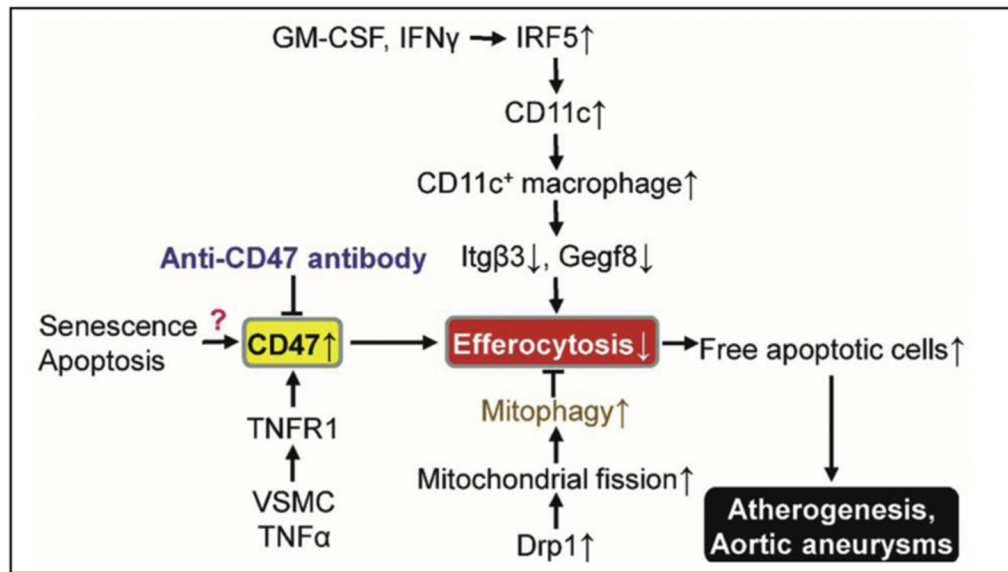 GM-CSF, IFNγ → IRF5↑
CD11c↑
CD11c⁺ macrophage↑
Anti-CD47 antibody
Itgβ3↓, Gegf8↓
Senescence
Apoptosis
?
CD47↑
Efferocytosis↓
Free apoptotic cells↑
TNFR1
Mitophagy↑
VSMC
TNFα
Mitochondrial fission↑
Drp1↑
Atherogenesis,
Aortic aneurysms